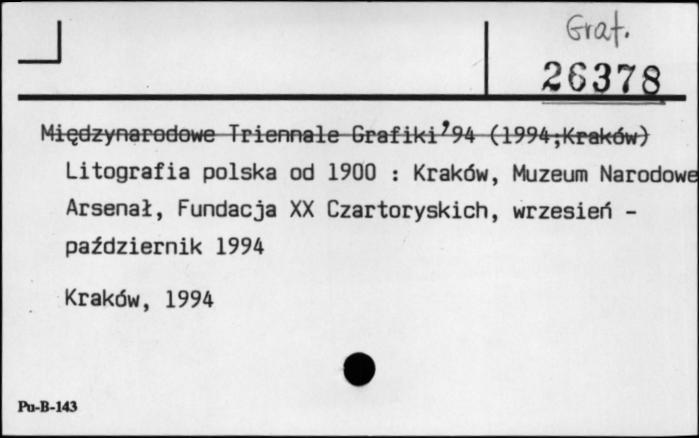 Graf.
26378
Międzynarodowe Triennale Grafiki'94 (1994;Kraków)
Litografia polska od 1900 : Kraków, Muzeum Narodowe
Arsenał, Fundacja XX Czartoryskich, wrzesień -
październik 1994
Kraków, 1994
Pu-B-143